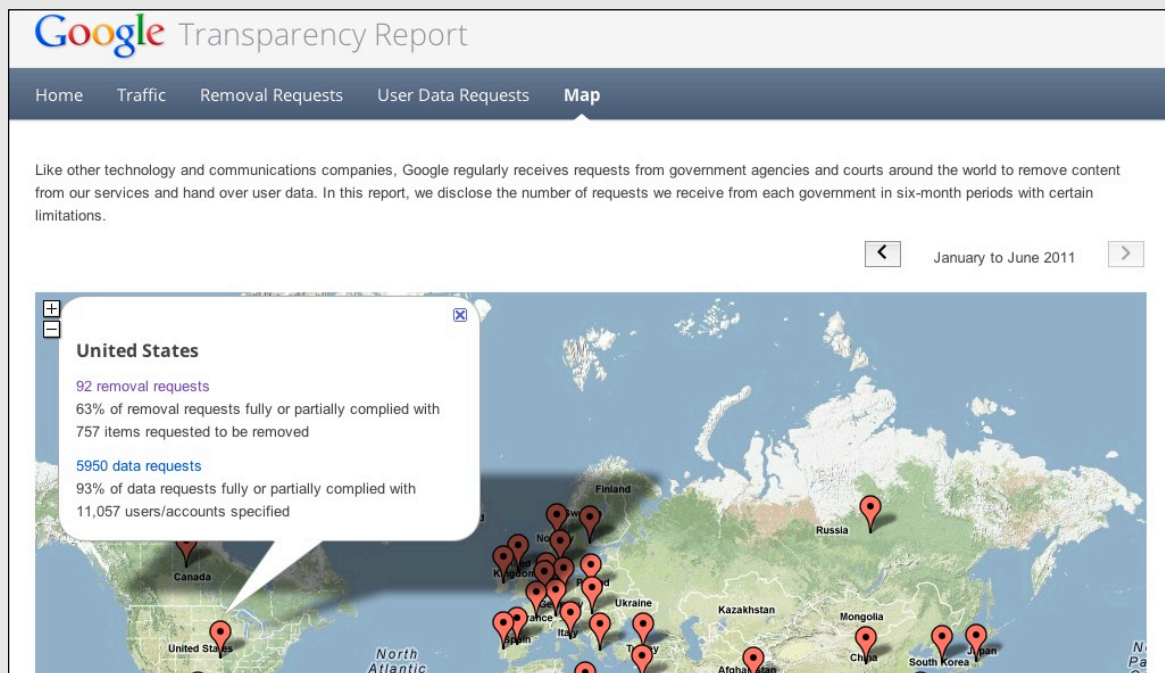 Google Transparency Report
Home Traffic Removal Requests User Data Requests Map
Like other technology and communications companies, Google regularly receives requests from government agencies and courts around the world to remove content
from our services and hand over user data. In this report, we disclose the number of requests we receive from each government in six-month periods with certain
limitations.
January to June 2011
United States
92 removal requests
63% of removal requests fully or partially complied with
757 items requested to be removed
5950 data requests
93% of data requests fully or partially complied with
11,057 users/accounts specified
Finland
Russia
Canada
Ukraine
Kazakhstan
Mongolia
Spain
Italy
United States
China
South Korea
Japan
North
Atlantic
Afghanistan